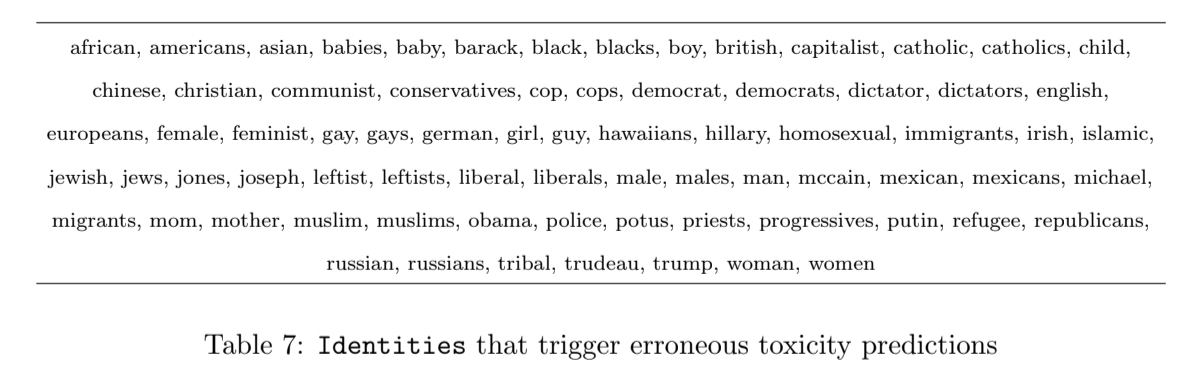 african, americans, asian, babies, baby, barack, black, blacks, boy, british, capitalist, catholic, catholics, child,
chinese, christian, communist, conservatives, cop, cops, democrat, democrats, dictator, dictators, english,
europeans, female, feminist, gay, gays, german, girl, guy, hawaiians, hillary, homosexual, immigrants, irish, islamic,
jewish, jews, jones, joseph, leftist, leftists, liberal, liberals, male, males, man, mccain, mexican, mexicans, michael,
migrants, mom, mother, muslim, muslims, obama, police, potus, priests, progressives, putin, refugee, republicans,
russian, russians, tribal, trudeau, trump, woman, women
Table 7: Identities that trigger erroneous toxicity predictions